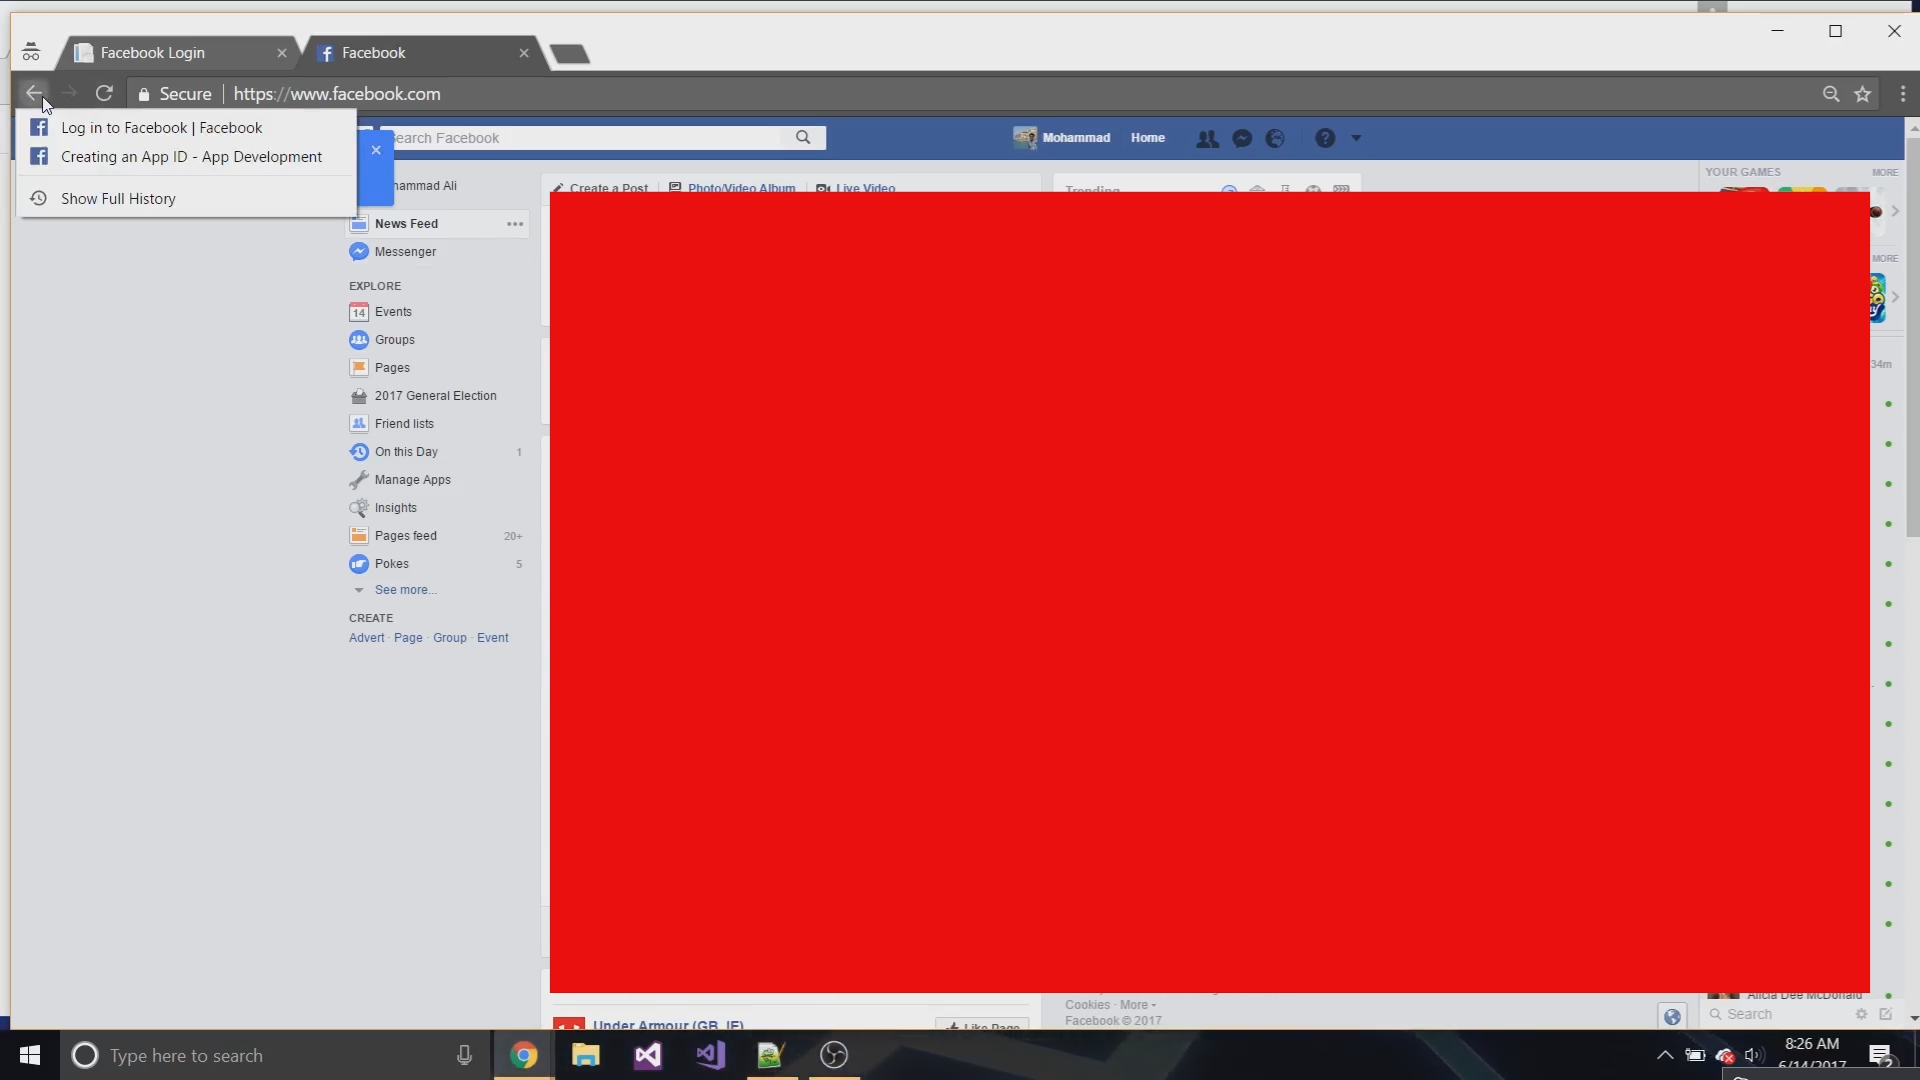 Facebook Login
Facebook
Secure
https://www.facebook.com
Log in to Facebook | Facebook
Creating an App ID - App Development
Show Full History
Search Facebook
Mohammad
Home
ammad Ali
News Feed
Messenger
EXPLORE
14
Events
Groups
Pages
2017 General Election
Friend lists
On this Day 1
Manage Apps
Insights
Pages feed 20+
Pokes 5
See more...
CREATE
Advert · Page · Group · Event
Create a Post
Photo/Video Album
Live Video
Trending
YOUR GAMES
MORE
MORE
34m
Cookies · More
Facebook © 2017
Under Armour (GB, IE)
Like Page
Alicia Dee McDonald
Search
Type here to search
8:26 AM
6/14/2017
2